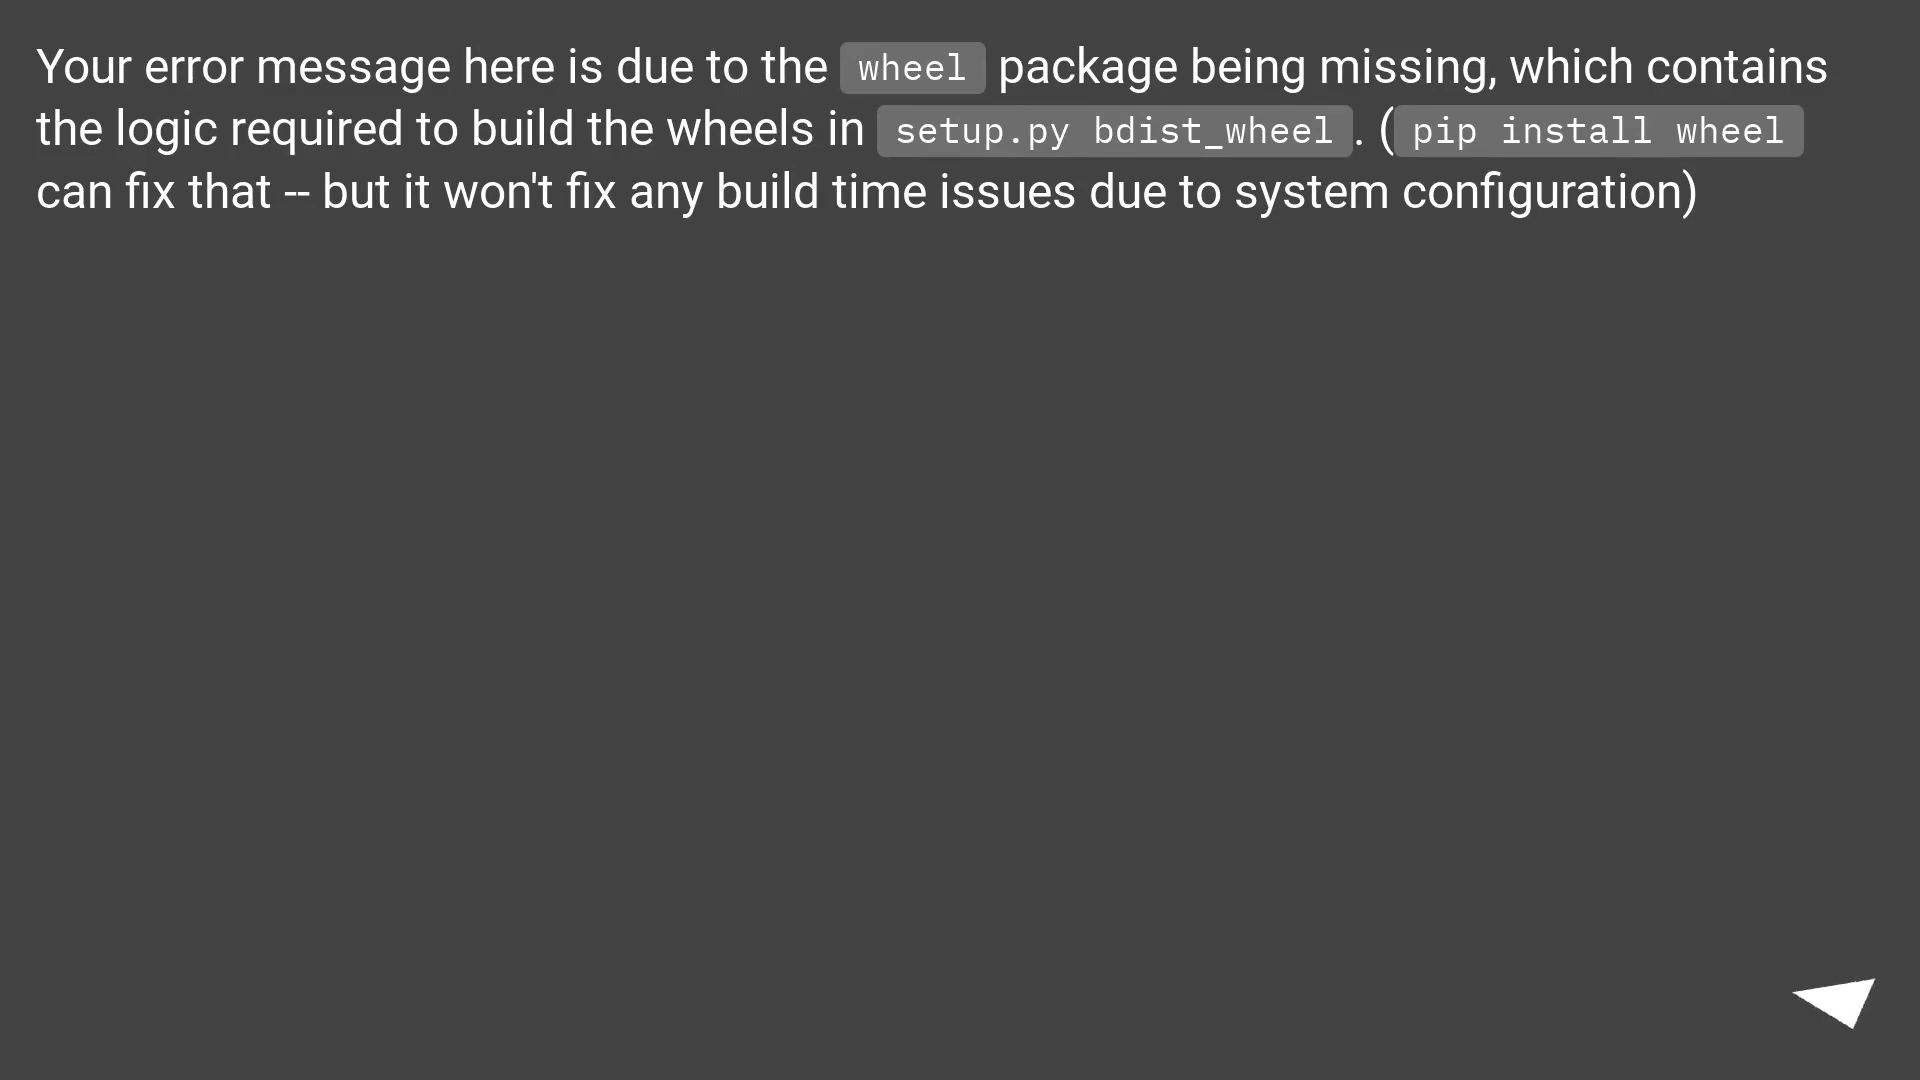 Your error message here is due to the wheel package being missing, which contains
the logic required to build the wheels in setup.py bdist_wheel. (pip install wheel
can fix that -- but it won't fix any build time issues due to system configuration)